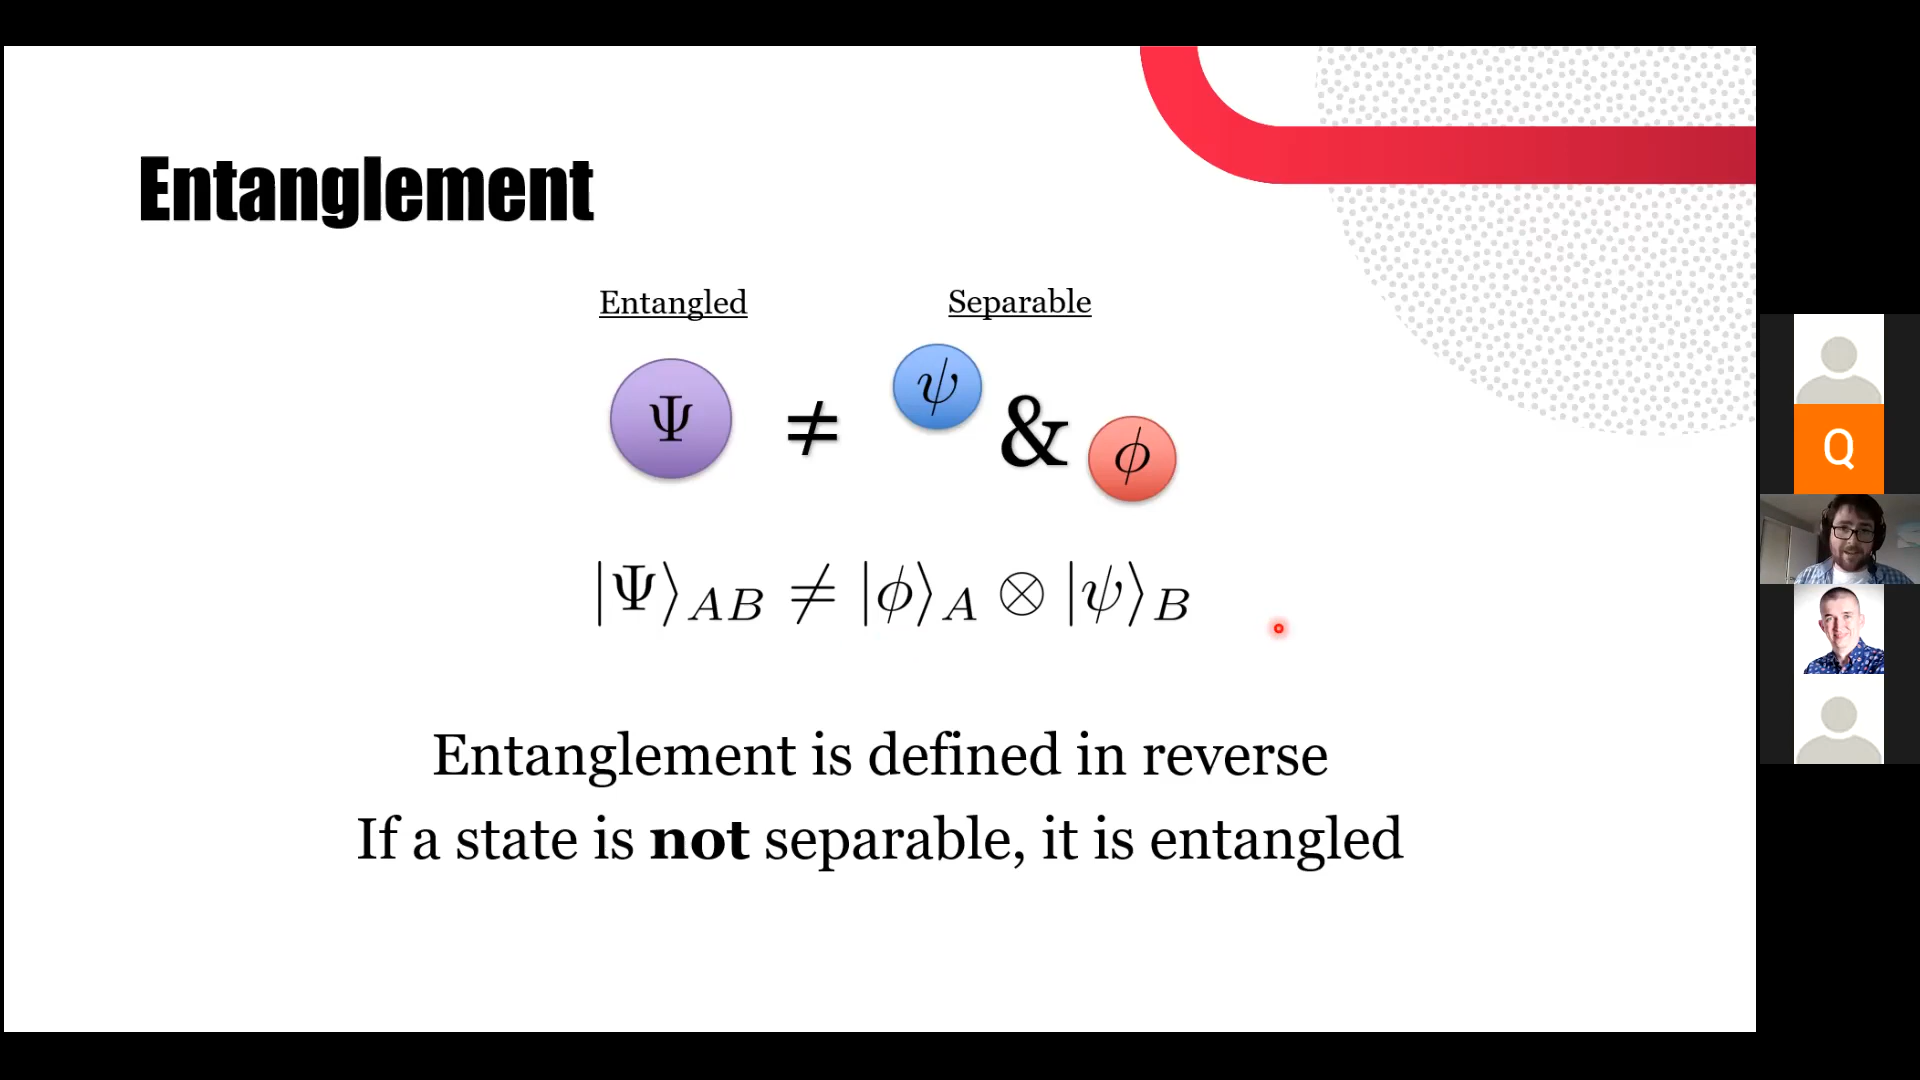 Entanglement
Entangled Separable
Ψ ≠ ψ & ϕ
|Ψ⟩AB ≠ |ϕ⟩A ⊗ |ψ⟩B
Entanglement is defined in reverse
If a state is not separable, it is entangled
Q